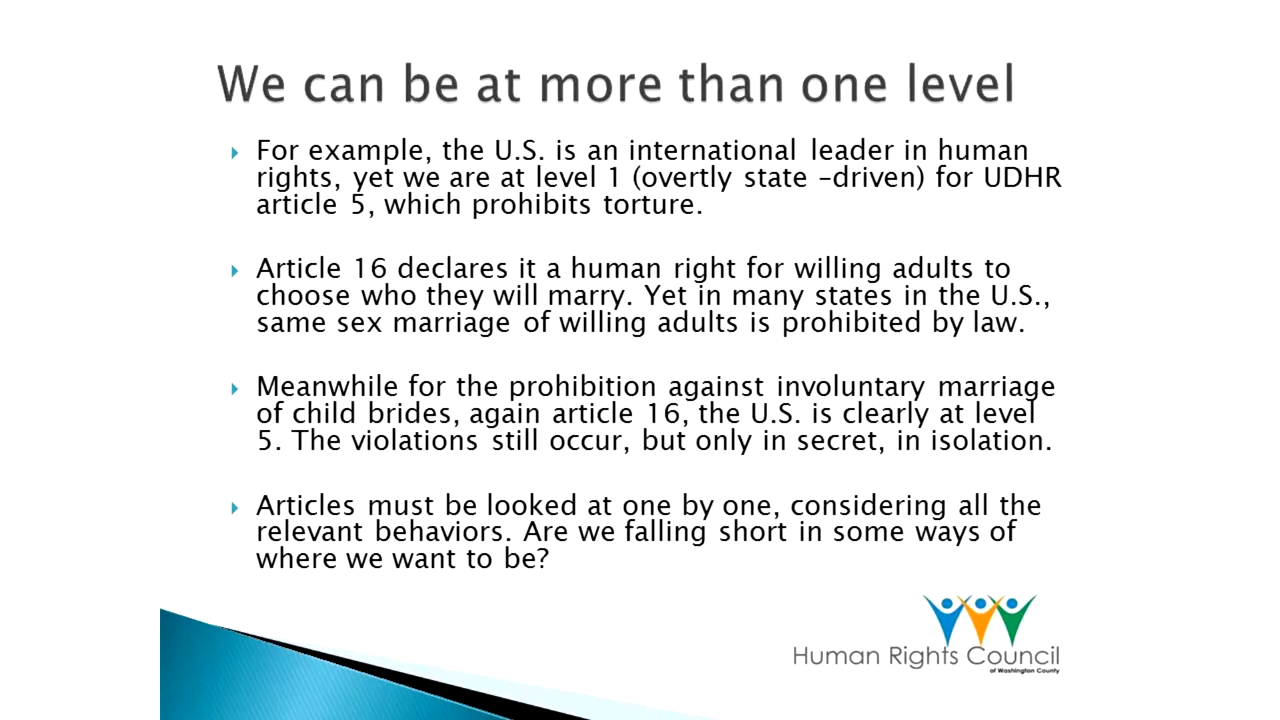 We can be at more than one level
For example, the U.S. is an international leader in human
rights, yet we are at level 1 (overtly state –driven) for UDHR
article 5, which prohibits torture.
Article 16 declares it a human right for willing adults to
choose who they will marry. Yet in many states in the U.S.,
same sex marriage of willing adults is prohibited by law.
Meanwhile for the prohibition against involuntary marriage
of child brides, again article 16, the U.S. is clearly at level
5. The violations still occur, but only in secret, in isolation.
Articles must be looked at one by one, considering all the
relevant behaviors. Are we falling short in some ways of
where we want to be?
Human Rights Council
of Washington County